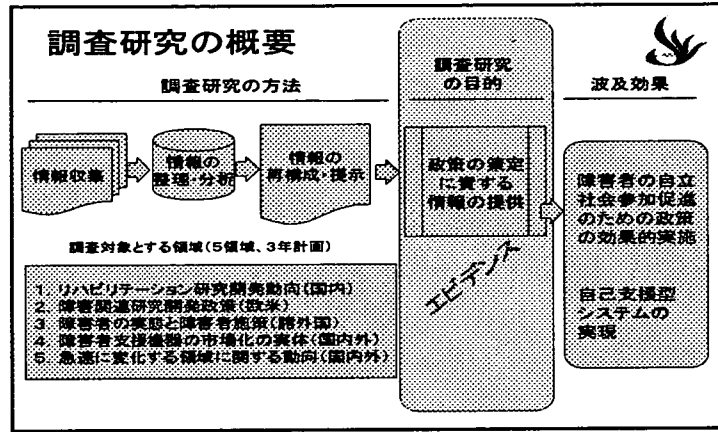 調査研究の概要
調査研究の方法
調査研究
の目的
波及効果
情報収集
情報の
整理・分析
情報の
再構成・提示
政策の策定
に資する
情報の提供
エビデンス
障害者の自立
社会参加促進
のための政策
の効果的実施
自己支援型
システムの
実現
調査対象とする領域(5領域、3年計画)
1. リハビリテーション研究開発動向(国内)
2. 障害関連研究開発政策(欧米)
3 障害者の実態と障害者施策(諸外国)
4 障害者支援機器の市場化の実体(国内外)
5. 急速に変化する領域に関する動向(国内外)